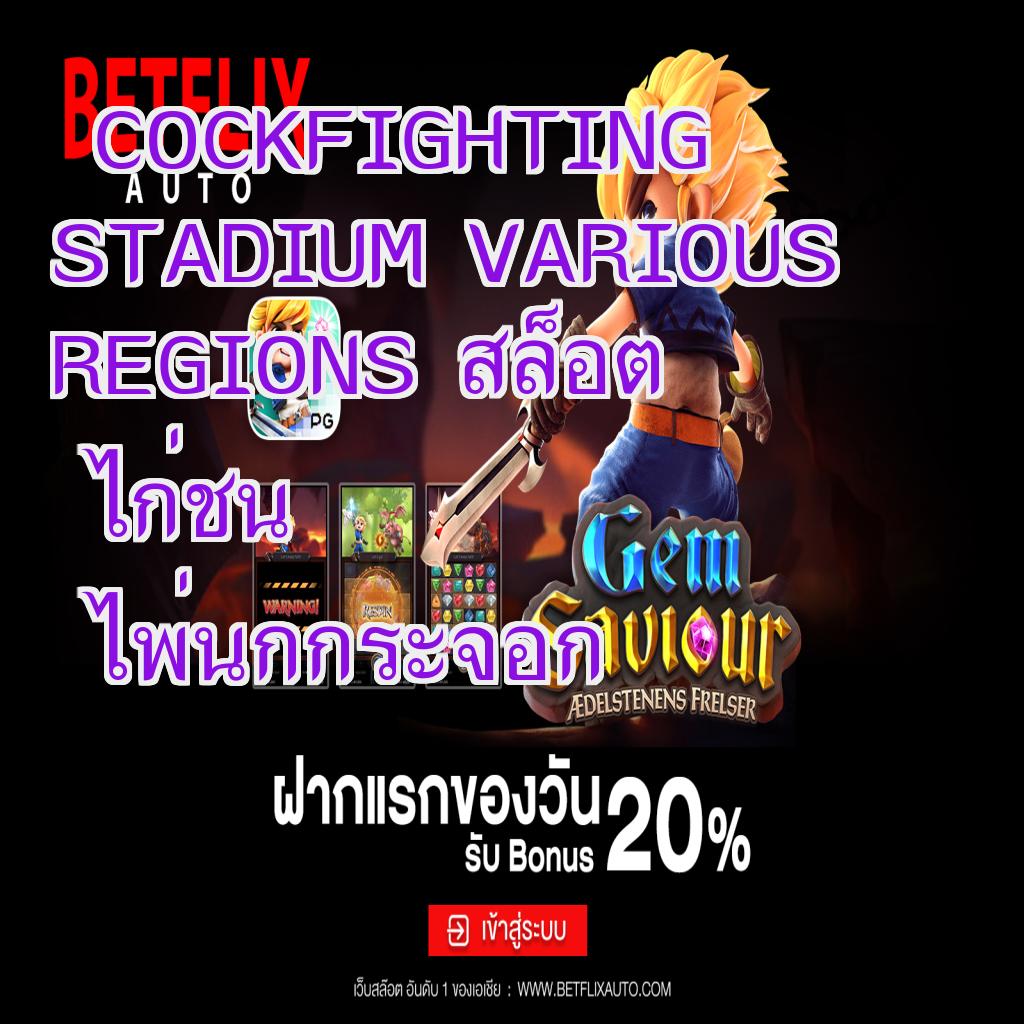 BETFLIX
AUTO
COCKFIGHTING
STADIUM VARIOUS
REGIONS สล็อต
ไก่ชน
ไพ่นกกระจอก
PG
WARNING!
RESPIN
Gem
Saviour
ÆDELSTENENS FRELSER
ฝากแรกของวัน 20%
รับ Bonus
เข้าสู่ระบบ
เว็บสล๊อต อันดับ 1 ของเอเชีย : WWW.BETFLIXAUTO.COM